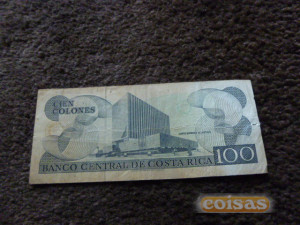 CIEN
COLONES
BANCO CENTRAL DE COSTA RICA
100
coisas